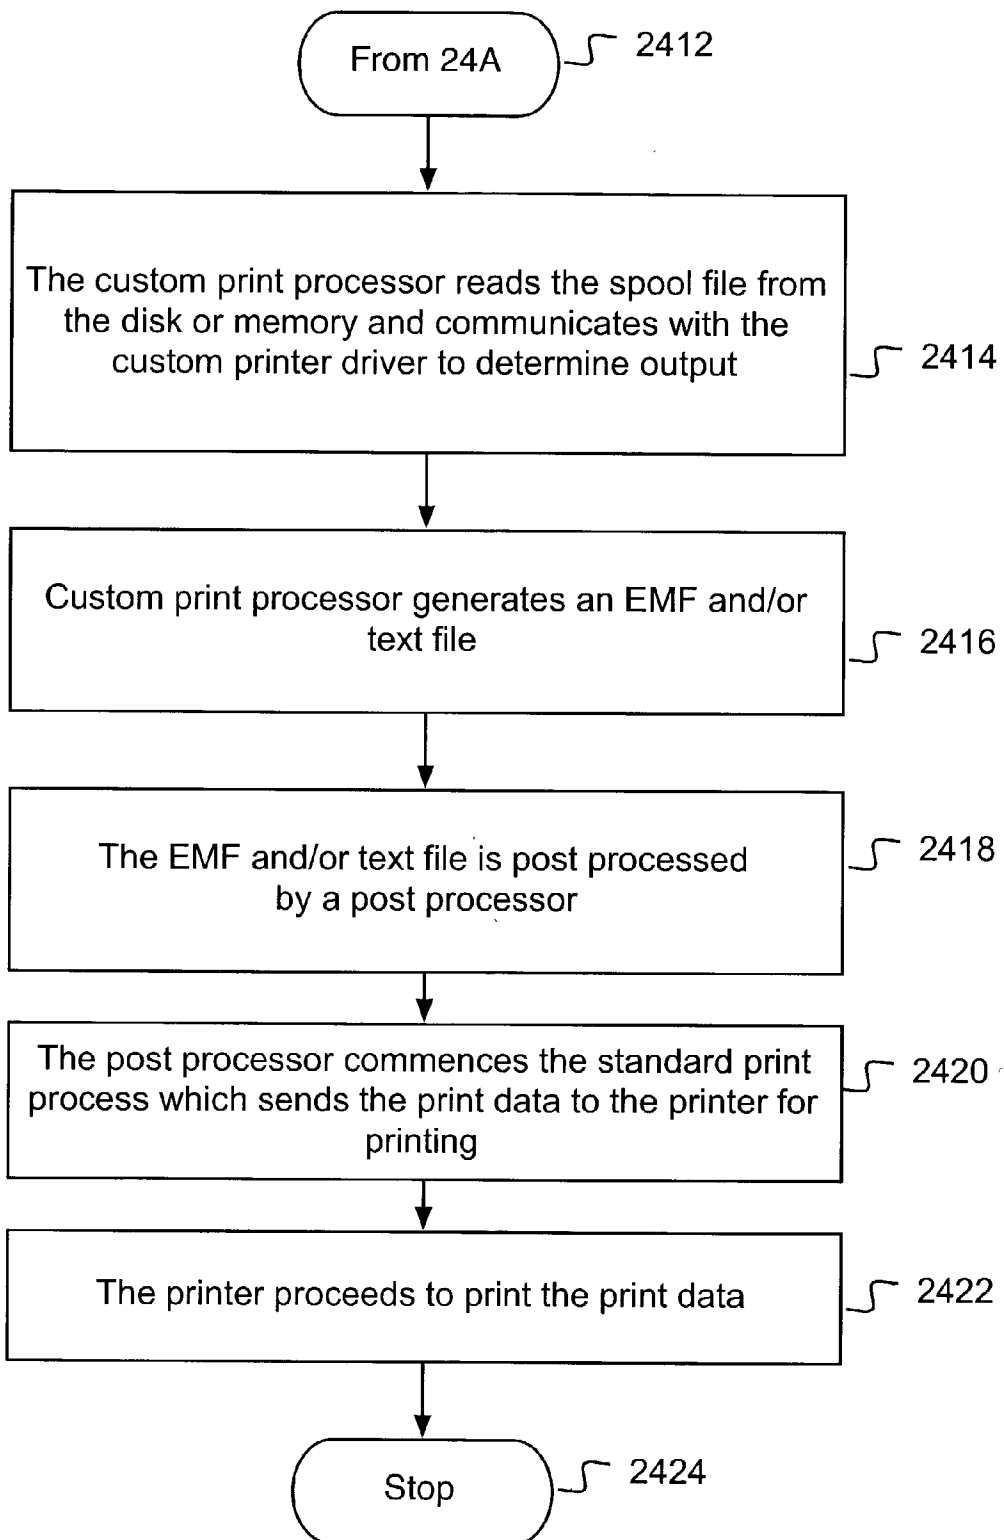 From 24A
2412
The custom print processor reads the spool file from
the disk or memory and communicates with the
custom printer driver to determine output
2414
Custom print processor generates an EMF and/or
text file
2416
The EMF and/or text file is post processed
by a post processor
2418
The post processor commences the standard print
process which sends the print data to the printer for
printing
2420
The printer proceeds to print the print data
2422
Stop
2424